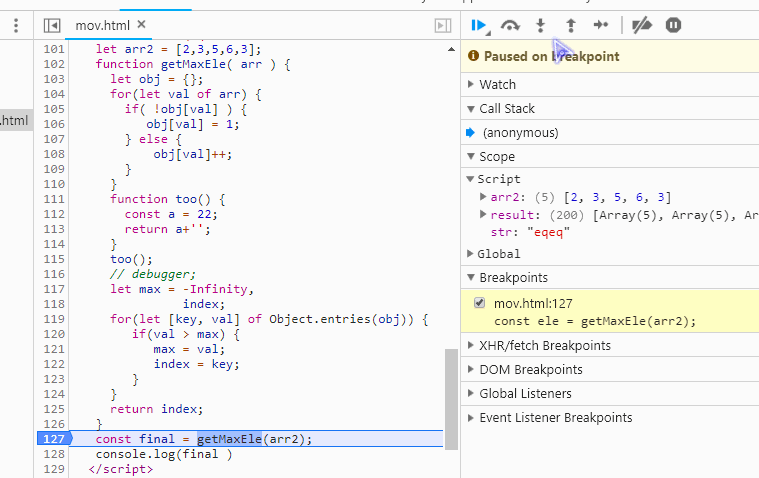 mov.html ×
101 let arr2 = [2,3,5,6,3];
102 function getMaxEle( arr ) {
103 let obj = {};
104 for(let val of arr) {
105 if( !obj[val] ) {
106 obj[val] = 1;
107 } else {
108 obj[val]++;
109 }
110 }
111 function too() {
112 const a = 22;
113 return a+'';
114 }
115 too();
116 // debugger;
117 let max = -Infinity,
118 index;
119 for(let [key, val] of Object.entries(obj)) {
120 if(val > max) {
121 max = val;
122 index = key;
123 }
124 }
125 return index;
126 }
127 const final = getMaxEle(arr2);
128 console.log(final )
129 </script>
.html
Paused on breakpoint
Watch
Call Stack
(anonymous)
Scope
Script
arr2: (5) [2, 3, 5, 6, 3]
result: (200) [Array(5), Array(5), Ar
str: "eqeq"
Global
Breakpoints
mov.html:127
const ele = getMaxEle(arr2);
XHR/fetch Breakpoints
DOM Breakpoints
Global Listeners
Event Listener Breakpoints